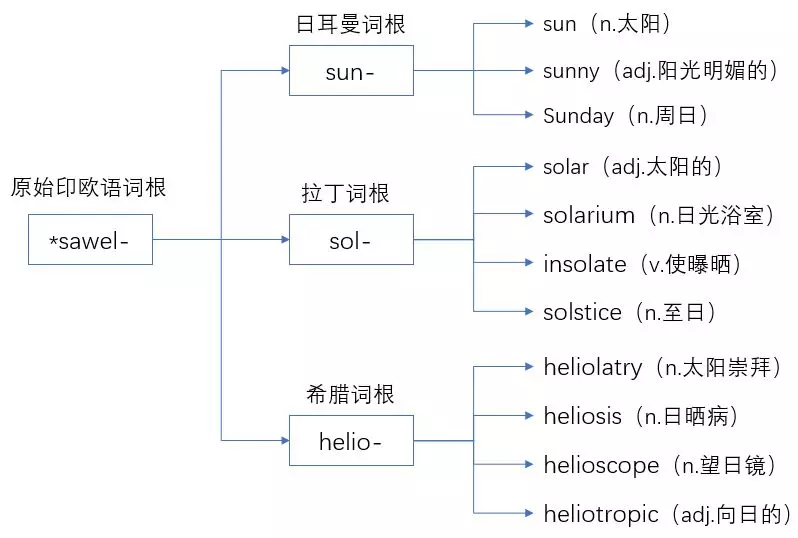 原始印欧语词根
*sawel-
日耳曼词根
sun-
sun（n.太阳）
sunny（adj.阳光明媚的）
Sunday（n.周日）
拉丁词根
sol-
solar（adj.太阳的）
solarium（n.日光浴室）
insolate（v.使曝晒）
solstice（n.至日）
希腊词根
helio-
heliolatry（n.太阳崇拜）
heliosis（n.日晒病）
helioscope（n.望日镜）
heliotropic（adj.向日的）